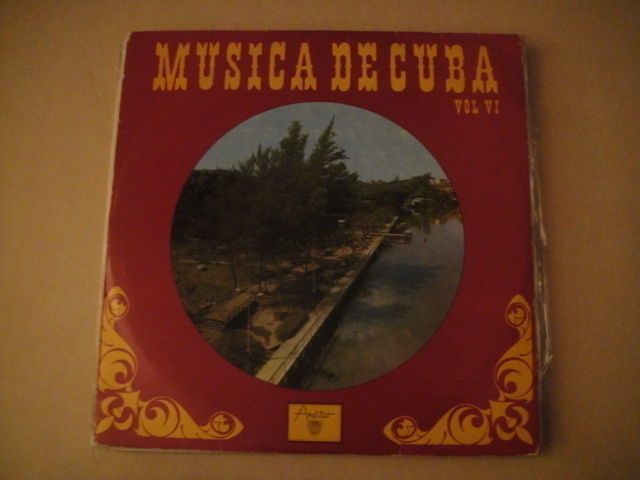 MUSICA DE CUBA
VOL VI
Areito